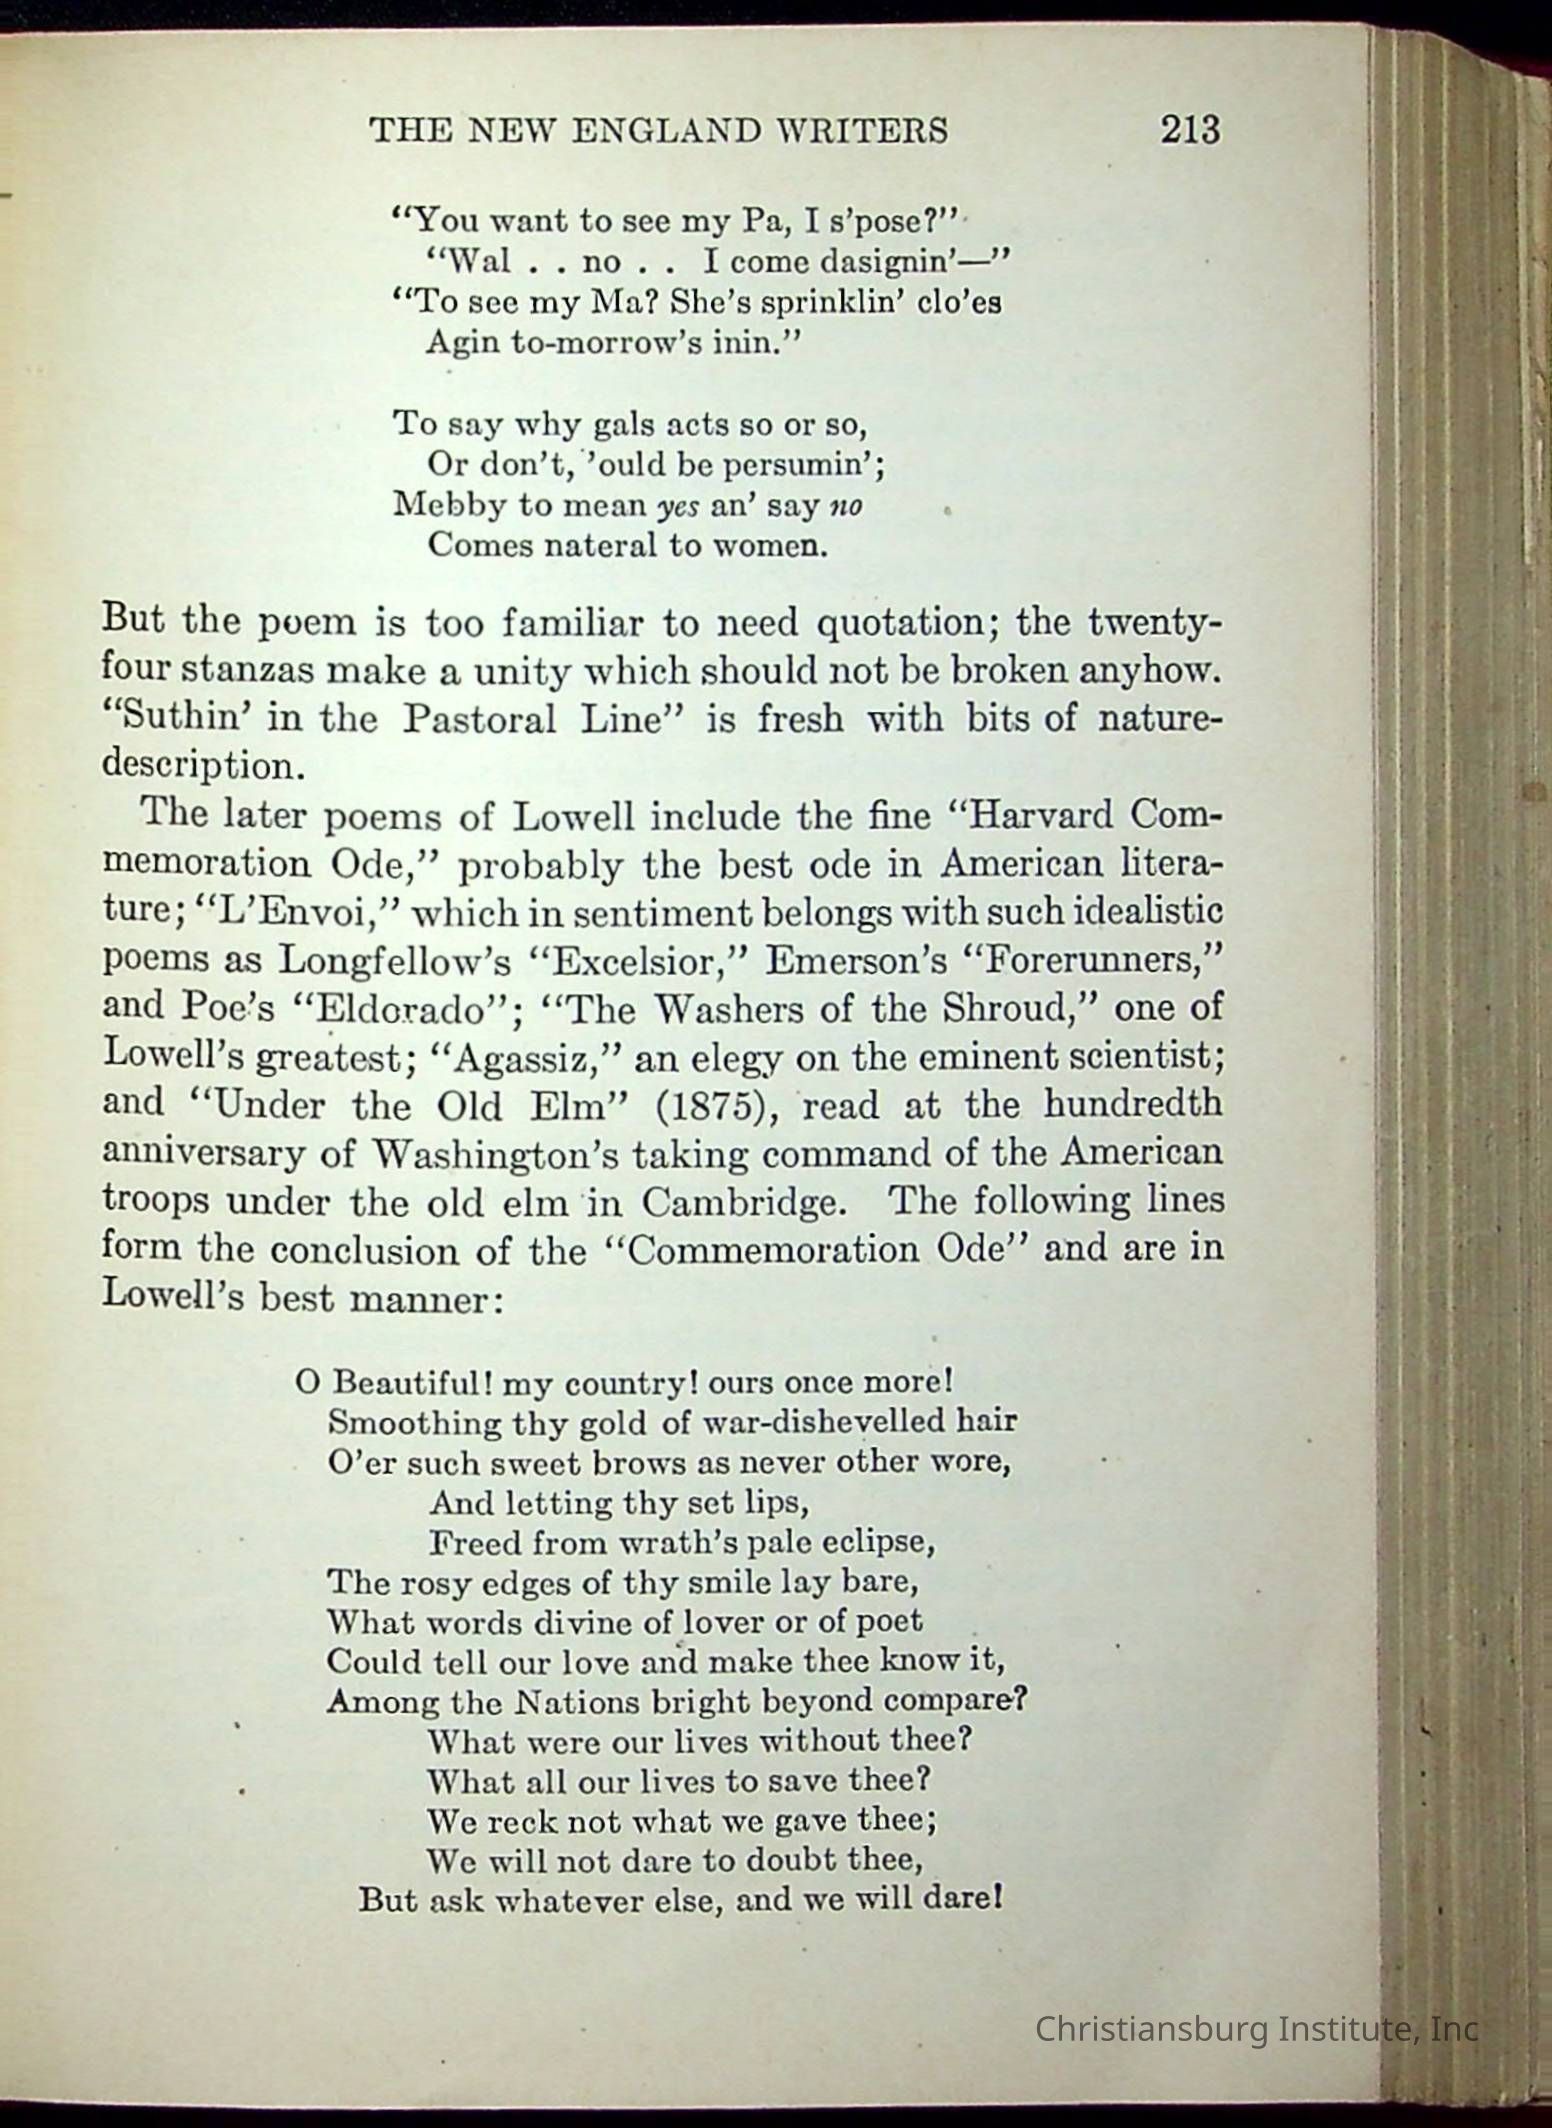 THE NEW ENGLAND WRITERS 213
“You want to see my Pa, I s’pose?”
“Wal . . no . . I come dasignin’—”
“To see my Ma? She’s sprinklin’ clo’es
Agin to-morrow’s inin.”
To say why gals acts so or so,
Or don’t, ’ould be persumin’;
Mebby to mean yes an’ say no
Comes nateral to women.
But the poem is too familiar to need quotation; the twenty-
four stanzas make a unity which should not be broken anyhow.
“Suthin’ in the Pastoral Line” is fresh with bits of nature-
description.
The later poems of Lowell include the fine “Harvard Com-
memoration Ode,” probably the best ode in American litera-
ture; “L’Envoi,” which in sentiment belongs with such idealistic
poems as Longfellow’s “Excelsior,” Emerson’s “Forerunners,”
and Poe’s “Eldorado”; “The Washers of the Shroud,” one of
Lowell’s greatest; “Agassiz,” an elegy on the eminent scientist;
and “Under the Old Elm” (1875), read at the hundredth
anniversary of Washington’s taking command of the American
troops under the old elm in Cambridge. The following lines
form the conclusion of the “Commemoration Ode” and are in
Lowell’s best manner:
O Beautiful! my country! ours once more!
Smoothing thy gold of war-dishevelled hair
O’er such sweet brows as never other wore,
And letting thy set lips,
Freed from wrath’s pale eclipse,
The rosy edges of thy smile lay bare,
What words divine of lover or of poet
Could tell our love and make thee know it,
Among the Nations bright beyond compare?
What were our lives without thee?
What all our lives to save thee?
We reck not what we gave thee;
We will not dare to doubt thee,
But ask whatever else, and we will dare!
Christiansburg Institute, Inc